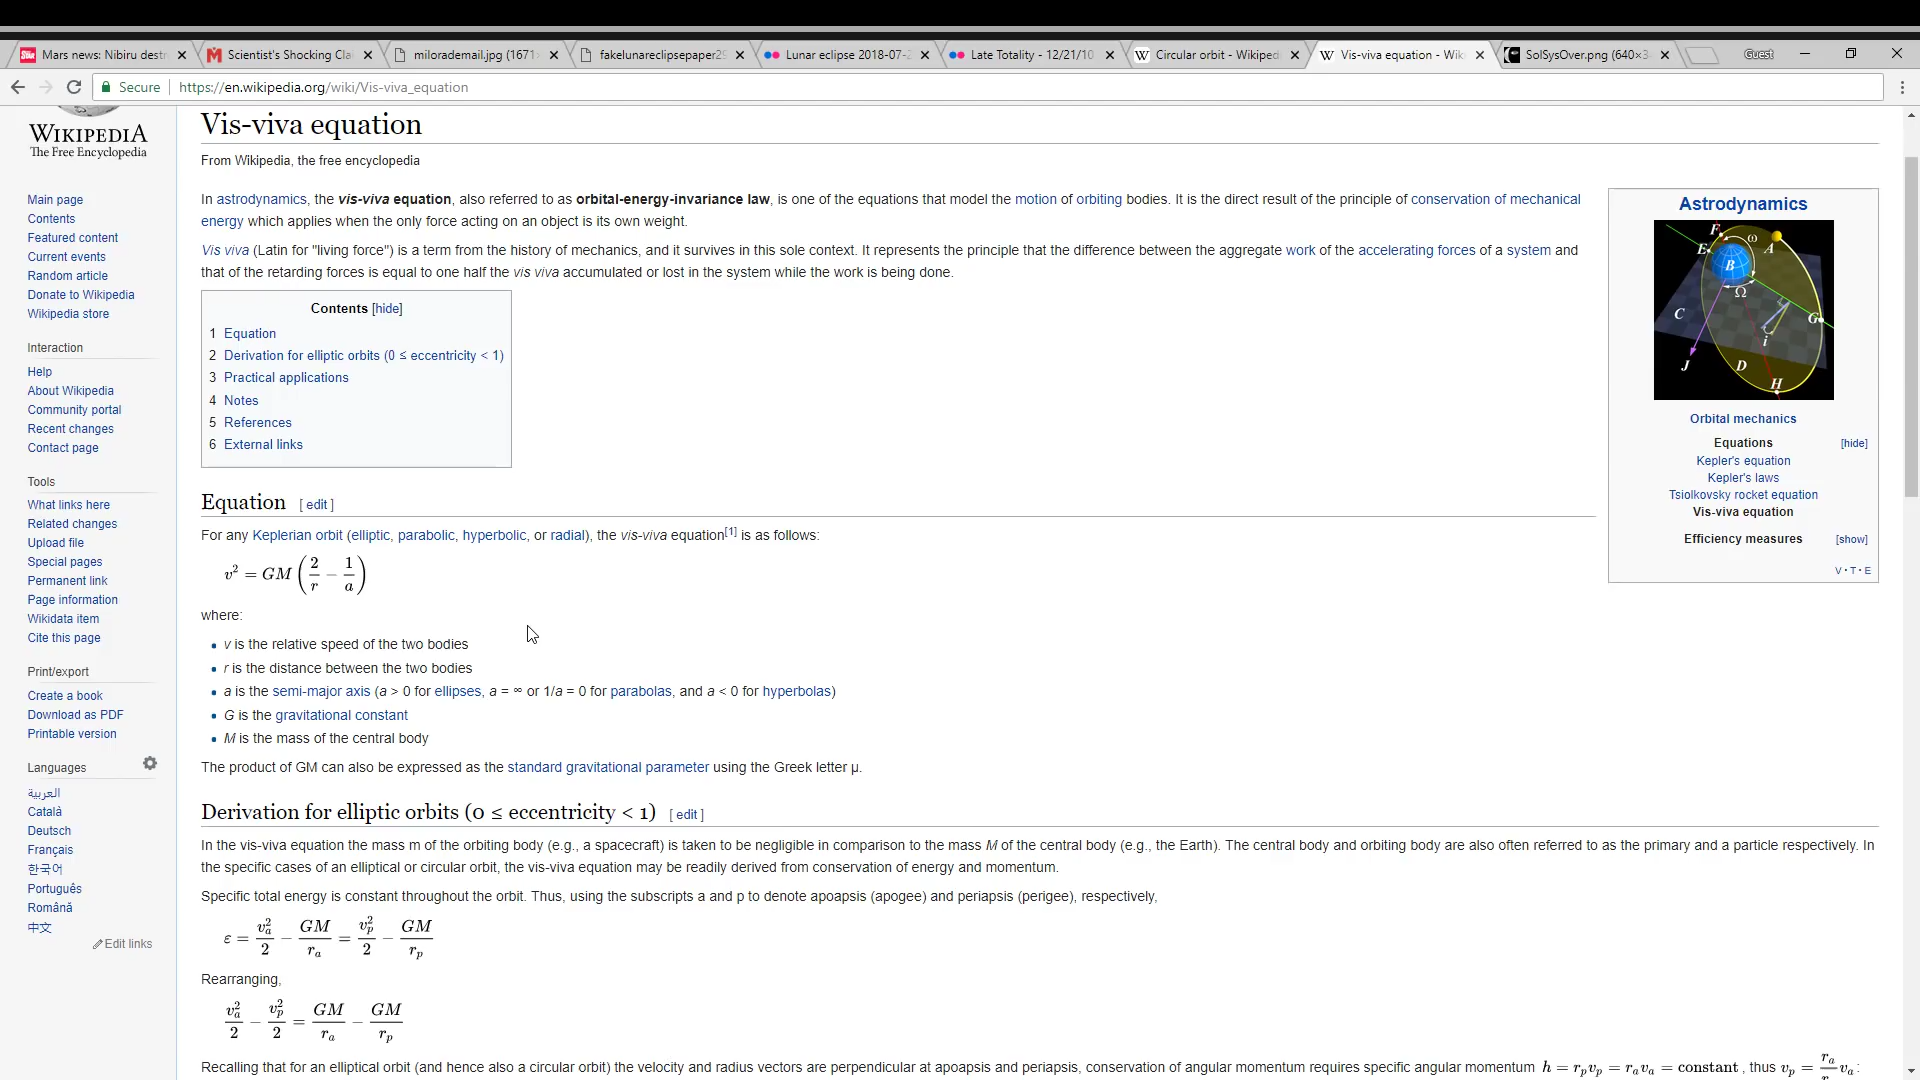 Mars news: Nibiru destr
Scientist's Shocking Cla
milorademail.jpg (1671
fakelunareclipsepaper2
Lunar eclipse 2018-07-2
Late Totality - 12/21/10
Circular orbit - Wikiped
Vis-viva equation - Wik
SolSysOver.png (640×3
Guest
Secure
https://en.wikipedia.org/wiki/Vis-viva_equation
WIKIPEDIA
The Free Encyclopedia
Main page
Contents
Featured content
Current events
Random article
Donate to Wikipedia
Wikipedia store
Interaction
Help
About Wikipedia
Community portal
Recent changes
Contact page
Tools
What links here
Related changes
Upload file
Special pages
Permanent link
Page information
Wikidata item
Cite this page
Print/export
Create a book
Download as PDF
Printable version
Languages
العربية
Català
Deutsch
Français
한국어
Português
Română
中文
Edit links
Vis-viva equation
From Wikipedia, the free encyclopedia
In astrodynamics, the vis-viva equation, also referred to as orbital-energy-invariance law, is one of the equations that model the motion of orbiting bodies. It is the direct result of the principle of conservation of mechanical
energy which applies when the only force acting on an object is its own weight.
Vis viva (Latin for "living force") is a term from the history of mechanics, and it survives in this sole context. It represents the principle that the difference between the aggregate work of the accelerating forces of a system and
that of the retarding forces is equal to one half the vis viva accumulated or lost in the system while the work is being done.
Contents [hide]
1 Equation
2 Derivation for elliptic orbits (0 ≤ eccentricity < 1)
3 Practical applications
4 Notes
5 References
6 External links
Equation [ edit ]
For any Keplerian orbit (elliptic, parabolic, hyperbolic, or radial), the vis-viva equation[1] is as follows:
v² = GM (2/r − 1/a)
where:
• v is the relative speed of the two bodies
• r is the distance between the two bodies
• a is the semi-major axis (a > 0 for ellipses, a = ∞ or 1/a = 0 for parabolas, and a < 0 for hyperbolas)
• G is the gravitational constant
• M is the mass of the central body
The product of GM can also be expressed as the standard gravitational parameter using the Greek letter μ.
Derivation for elliptic orbits (0 ≤ eccentricity < 1) [ edit ]
In the vis-viva equation the mass m of the orbiting body (e.g., a spacecraft) is taken to be negligible in comparison to the mass M of the central body (e.g., the Earth). The central body and orbiting body are also often referred to as the primary and a particle respectively. In
the specific cases of an elliptical or circular orbit, the vis-viva equation may be readily derived from conservation of energy and momentum.
Specific total energy is constant throughout the orbit. Thus, using the subscripts a and p to denote apoapsis (apogee) and periapsis (perigee), respectively,
ε = v_a²/2 − GM/r_a = v_p²/2 − GM/r_p
Rearranging,
v_a²/2 − v_p²/2 = GM/r_a − GM/r_p
Recalling that for an elliptical orbit (and hence also a circular orbit) the velocity and radius vectors are perpendicular at apoapsis and periapsis, conservation of angular momentum requires specific angular momentum h = r_p v_p = r_a v_a = constant, thus v_p = r_a/r v_a:
Astrodynamics
F
ω
A
E
B
Ω
C
G
i
J
D
H
Orbital mechanics
Equations [hide]
Kepler's equation
Kepler's laws
Tsiolkovsky rocket equation
Vis-viva equation
Efficiency measures [show]
V · T · E